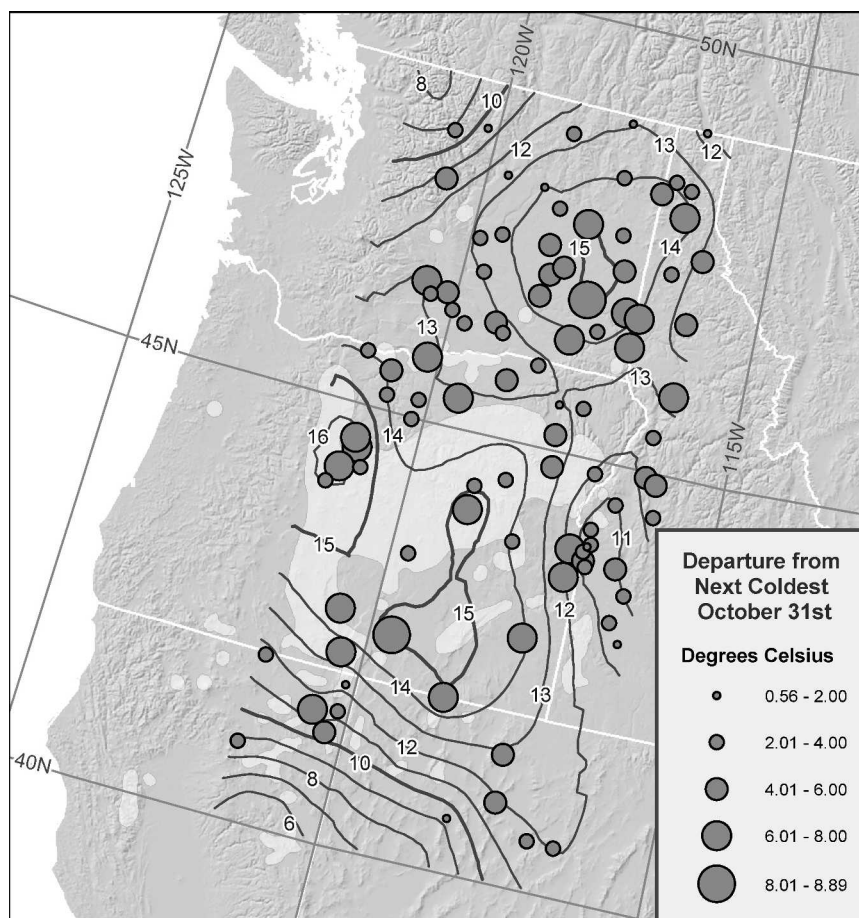 50N
120W
8
10
12
13
12
125W
15
14
45N
13
13
115W
16
14
15
11
12
15
14
13
12
10
8
6
40N
Departure from
Next Coldest
October 31st
Degrees Celsius
0.56 - 2.00
2.01 - 4.00
4.01 - 6.00
6.01 - 8.00
8.01 - 8.89